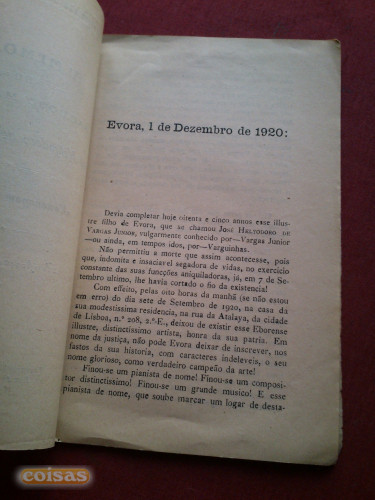 Evora, 1 de Dezembro de 1920:
Devia completar hoje oitenta e cinco annos esse illus-
tre filho de Evora, que se chamou JOSÉ
VARGAS JUNIOR, vulgarmente conhecido por—Vargas Junior
—ou ainda, em tempos idos, por—Varguinhas.
Não permittiu a morte que assim acontecesse, pois
que, indomita e insaciavel segadora de vidas, no exercicio
constante das suas funcções aniquiladoras, já, em 7 de Se-
tembro ultimo, lhe havia cortado o fio da existencia!
Com effeito, pelas oito horas da manhã (se não estou
em erro) do dia sete de Setembro de 1920, na casa da
sua modestissima residencia, na rua da Atalaya, da cidade
de Lisboa, n.º 208, 2.º-E., deixou de existir esse Eborense
illustre, distinctissimo artista, honra da sua patria. Em
nome da justiça, não pode Evora deixar de inscrever, nos
fastos da sua historia, com caracteres indeleveis, o seu
nome glorioso, como verdadeiro campeão da arte!
Finou-se um pianista de nome! Finou-se um compositor
distinctissimo! Finou-se um grande musico! E esse
pianista de nome, que soube marcar um logar de desta-
coisas